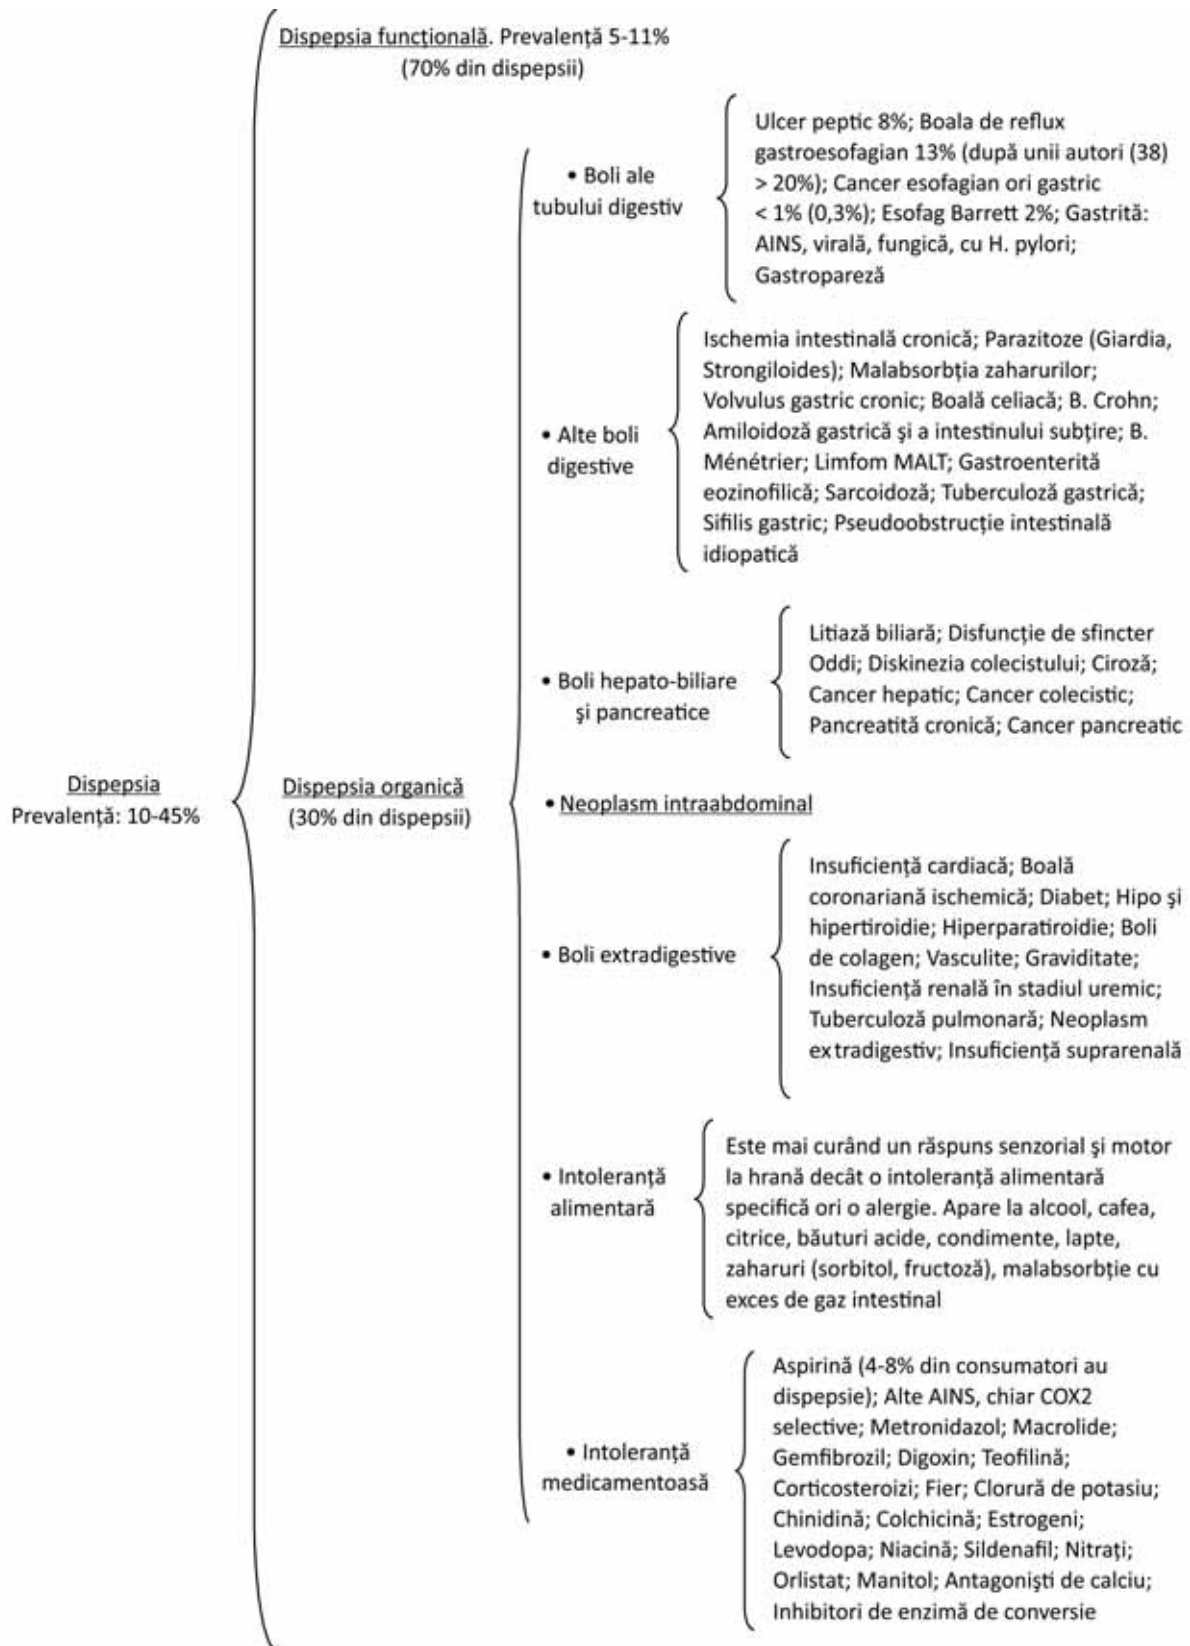 Dispepsia funcțională. Prevalență 5-11%
(70% din dispepsii)
• Boli ale
tubului digestiv
Ulcer peptic 8%; Boala de reflux
gastroesofagian 13% (după unii autori (38)
> 20%); Cancer esofagian ori gastric
< 1% (0,3%); Esofag Barrett 2%; Gastrită:
AINS, virală, fungică, cu H. pylori;
Gastropareză
• Alte boli
digestive
Ischemia intestinală cronică; Parazitoze (Giardia,
Strongiloides); Malabsorbția zaharurilor;
Volvulus gastric cronic; Boală celiacă; B. Crohn;
Amiloidoză gastrică şi a intestinului subțire; B.
Ménétrier; Limfom MALT; Gastroenterită
eozinofilică; Sarcoidoză; Tuberculoză gastrică;
Sifilis gastric; Pseudoobstrucție intestinală
idiopatică
• Boli hepato-biliare
şi pancreatice
Litiază biliară; Disfuncție de sfincter
Oddi; Diskinezia colecistului; Ciroză;
Cancer hepatic; Cancer colecistic;
Pancreatită cronică; Cancer pancreatic
Dispepsia
Prevalență: 10-45%
Dispepsia organică
(30% din dispepsii)
• Neoplasm intraabdominal
• Boli extradigestive
Insuficiență cardiacă; Boală
coronariană ischemică; Diabet; Hipo şi
hipertiroidie; Hiperparatiroidie; Boli
de colagen; Vasculite; Graviditate;
Insuficiență renală în stadiul uremic;
Tuberculoză pulmonară; Neoplasm
extradigestiv; Insuficiență suprarenală
• Intoleranță
alimentară
Este mai curând un răspuns senzorial şi motor
la hrană decât o intoleranță alimentară
specifică ori o alergie. Apare la alcool, cafea,
citrice, băuturi acide, condimente, lapte,
zaharuri (sorbitol, fructoză), malabsorbție cu
exces de gaz intestinal
• Intoleranță
medicamentoasă
Aspirină (4-8% din consumatori au
dispepsie); Alte AINS, chiar COX2
selective; Metronidazol; Macrolide;
Gemfibrozil; Digoxin; Teofilină;
Corticosteroizi; Fier; Clorură de potasiu;
Chinidină; Colchicină; Estrogeni;
Levodopa; Niacină; Sildenafil; Nitrați;
Orlistat; Manitol; Antagonişti de calciu;
Inhibitori de enzimă de conversie